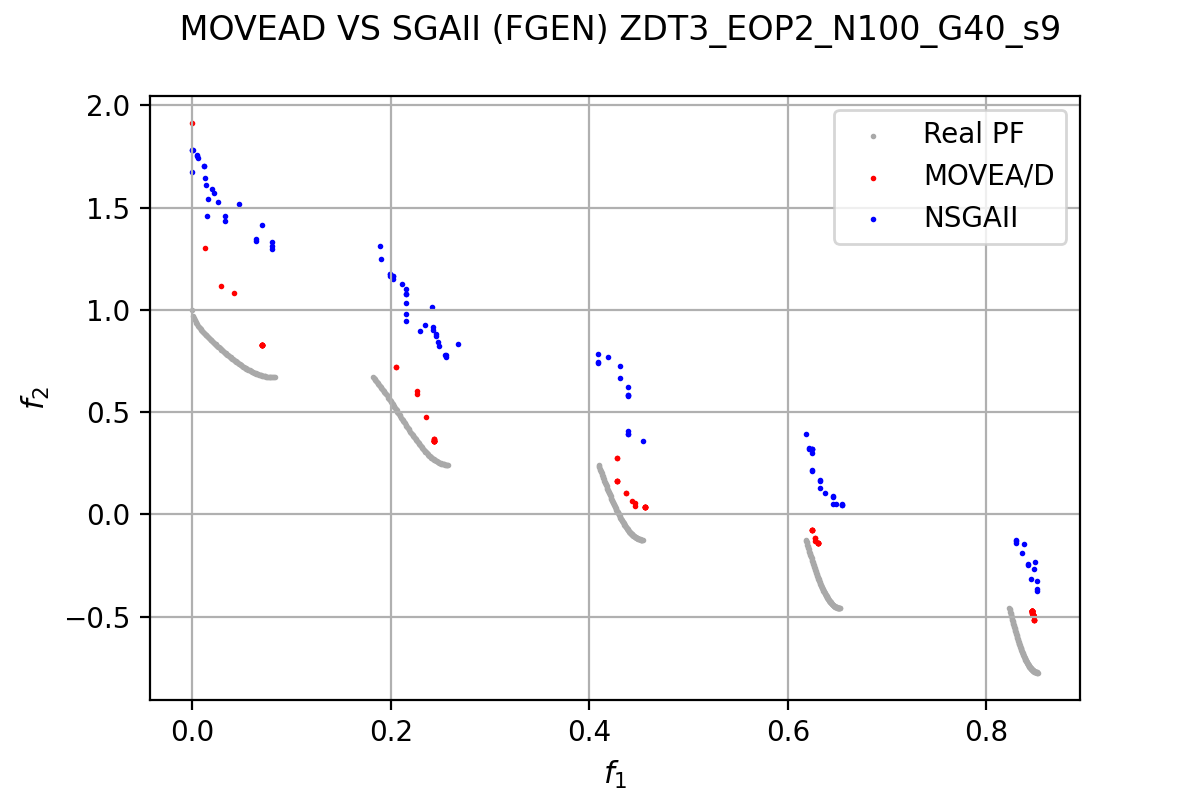 MOVEAD VS SGAII (FGEN) ZDT3_EOP2_N100_G40_s9
2.0
1.5
1.0
0.5
0.0
−0.5
f2
Real PF
MOVEA/D
NSGAII
0.0 0.2 0.4 0.6 0.8
f1